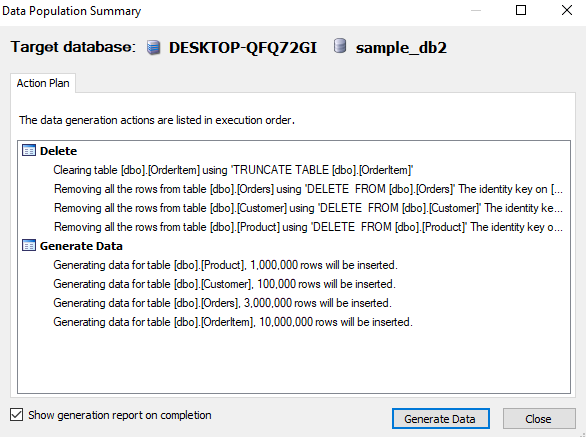 Data Population Summary
Target database: DESKTOP-QFQ72GI sample_db2
Action Plan
The data generation actions are listed in execution order.
Delete
Clearing table [dbo].[OrderItem] using 'TRUNCATE TABLE [dbo].[OrderItem]'
Removing all the rows from table [dbo].[Orders] using 'DELETE FROM [dbo].[Orders]' The identity key on [...
Removing all the rows from table [dbo].[Customer] using 'DELETE FROM [dbo].[Customer]' The identity ke...
Removing all the rows from table [dbo].[Product] using 'DELETE FROM [dbo].[Product]' The identity key o...
Generate Data
Generating data for table [dbo].[Product], 1,000,000 rows will be inserted.
Generating data for table [dbo].[Customer], 100,000 rows will be inserted.
Generating data for table [dbo].[Orders], 3,000,000 rows will be inserted.
Generating data for table [dbo].[OrderItem], 10,000,000 rows will be inserted.
Show generation report on completion
Generate Data
Close